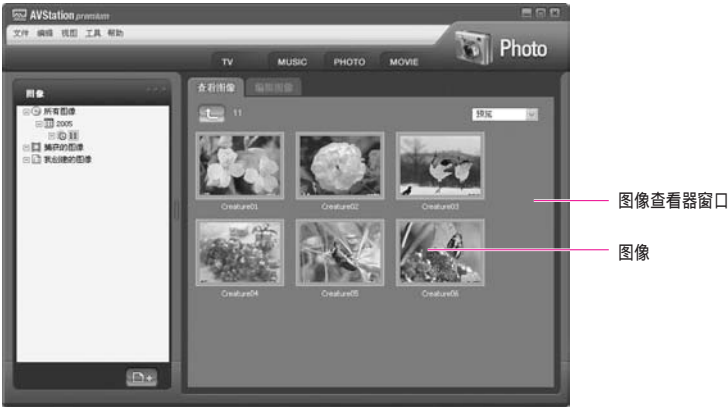 AVStation premium
文件 编辑 视图 工具 帮助
Photo
TV MUSIC PHOTO MOVIE
图像
查看图像 编辑图像
所有图像
2005
11
捕获的图像
我创建的图像
11
预览
Creature01 Creature02 Creature03
Creature04 Creature05 Creature06
图像查看器窗口
图像